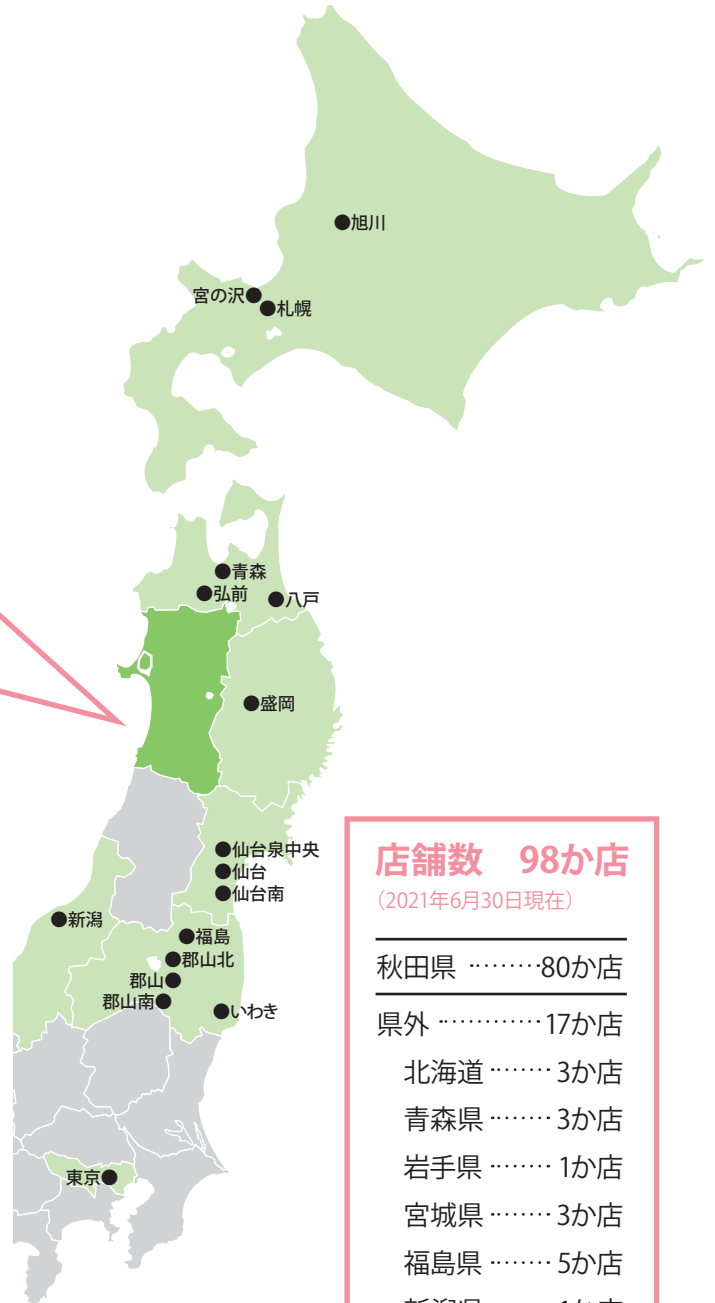 ●旭川
宮の沢●
●札幌
●青森
●弘前
●八戸
●盛岡
●仙台泉中央
●仙台
●仙台南
●新潟
●福島
●郡山北
郡山●
郡山南●
●いわき
東京●
店舗数 98か店
(2021年6月30日現在)
秋田県 ········80か店
県外 ············17か店
北海道 ······· 3か店
青森県 ······· 3か店
岩手県 ······· 1か店
宮城県 ······· 3か店
福島県 ······· 5か店